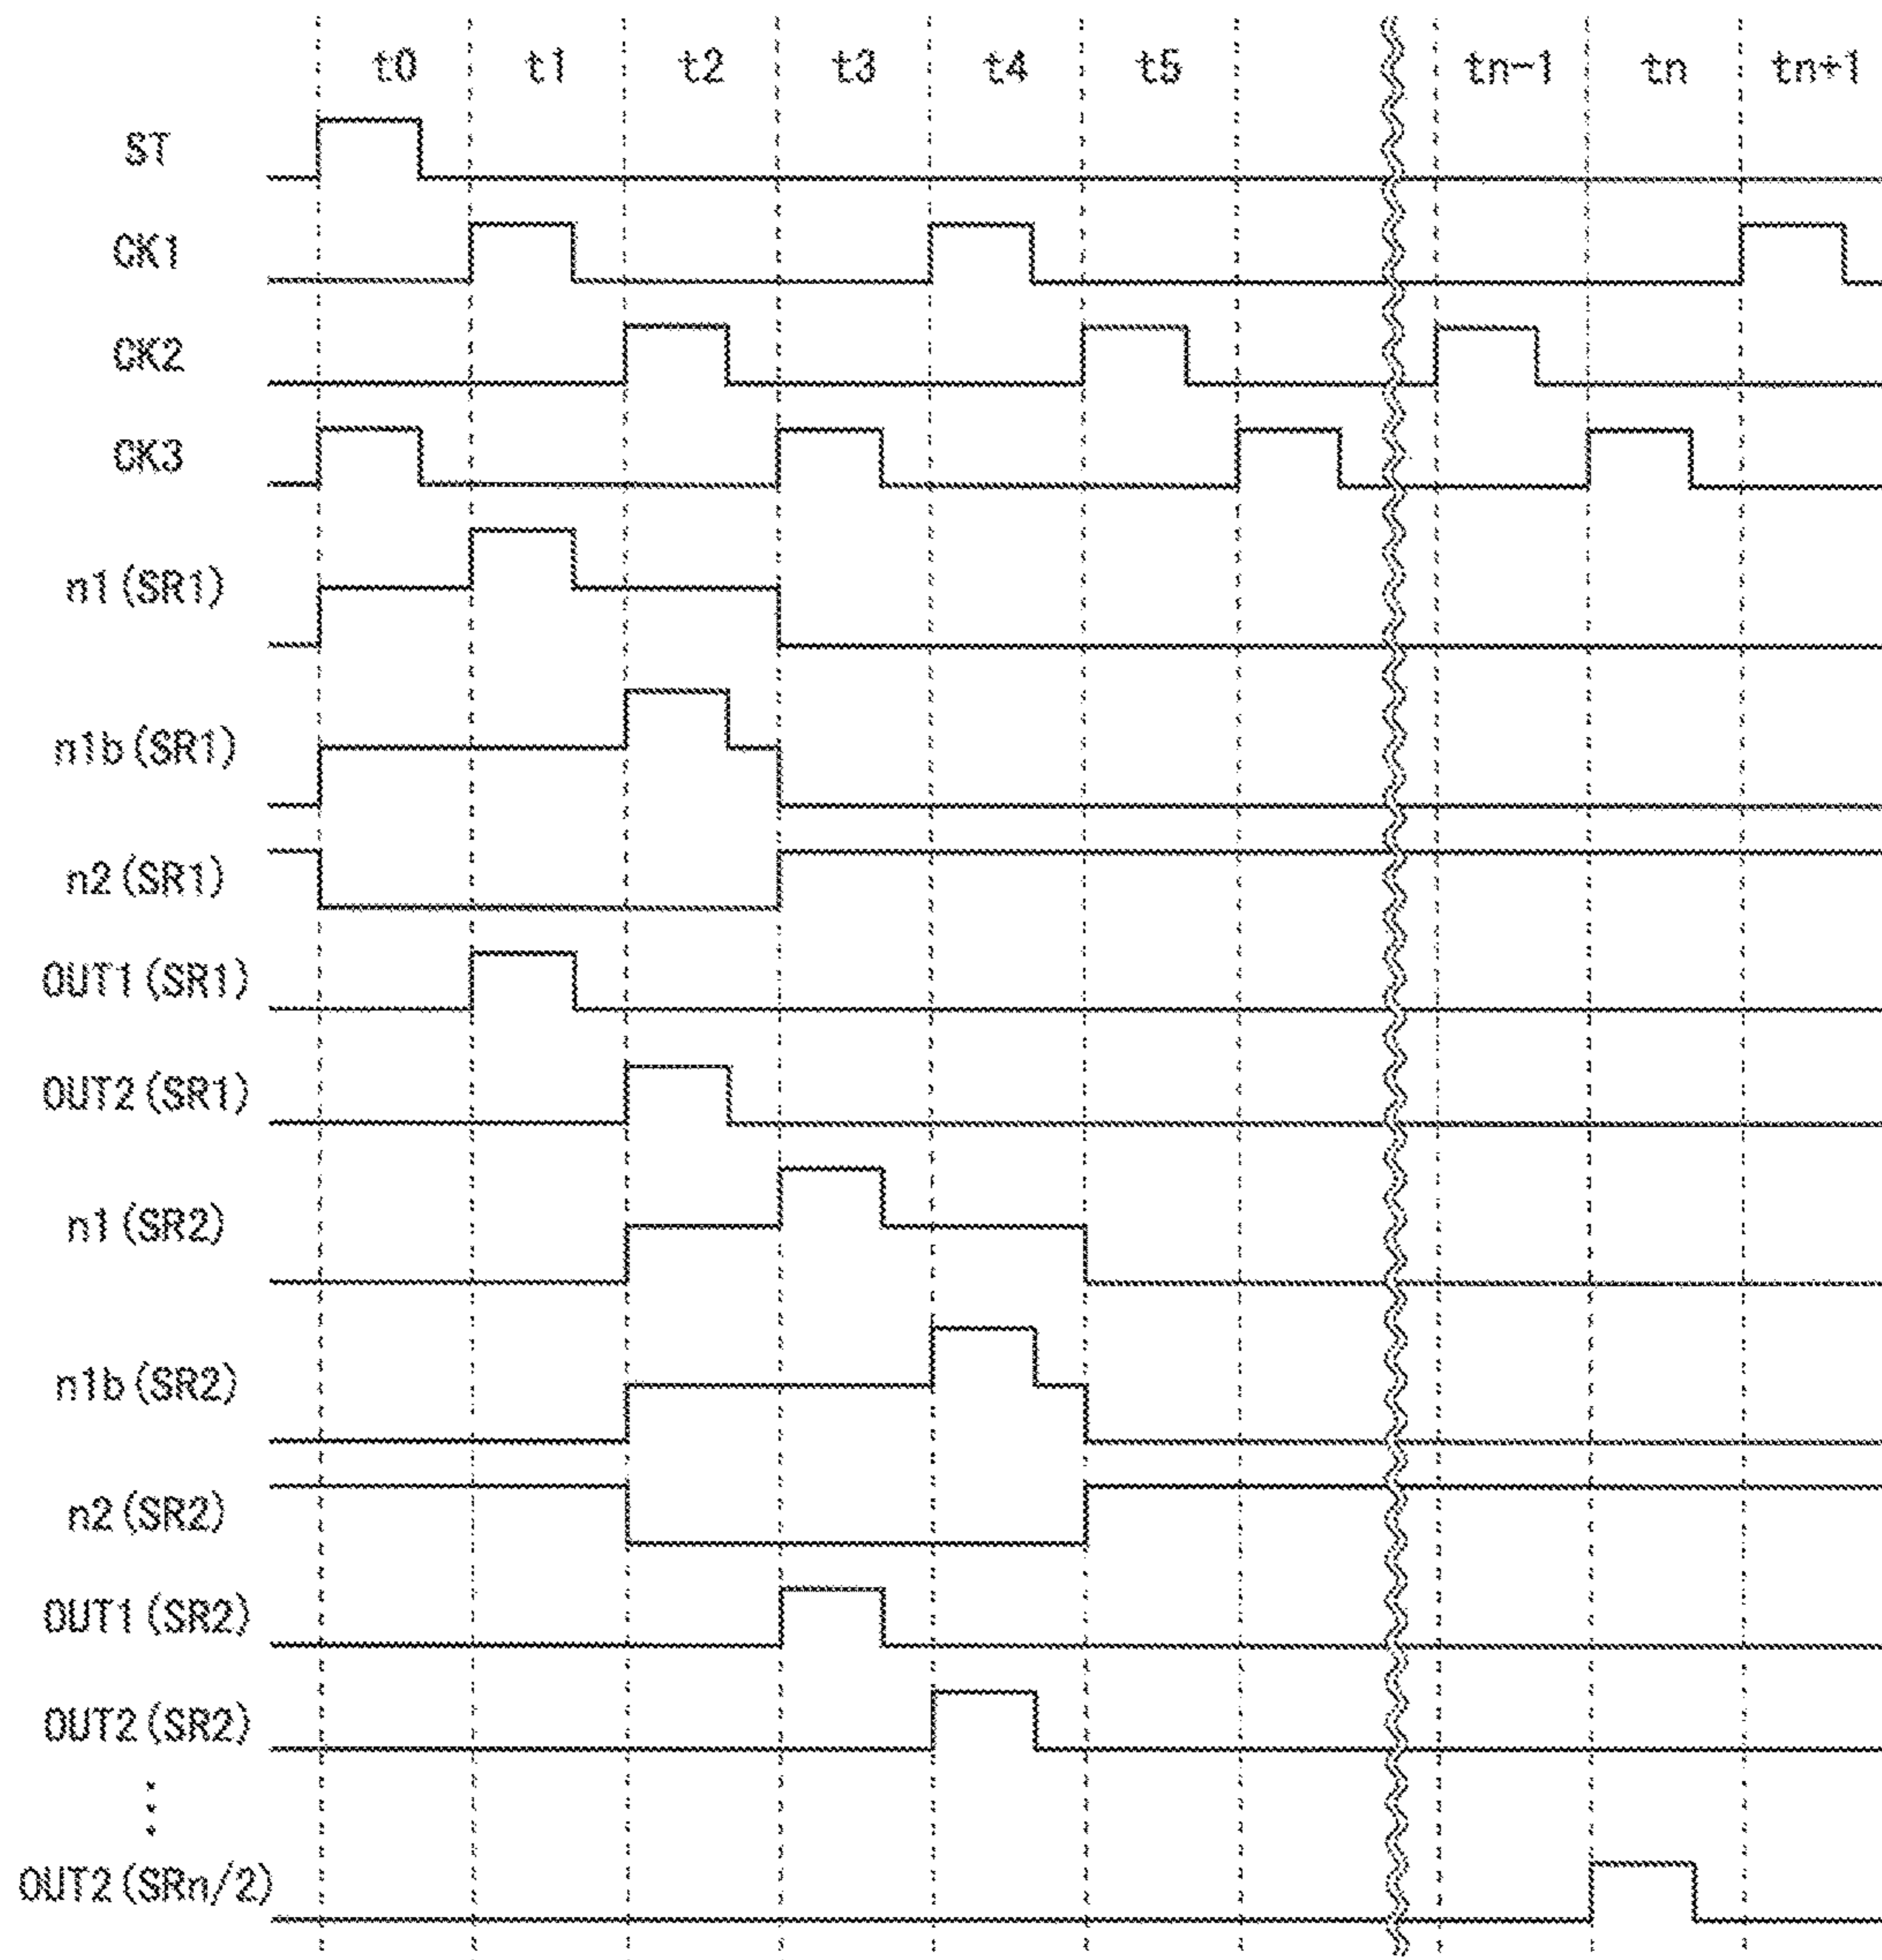 t0 t1 t2 t3 t4 t5 tn-1 tn tn+1
ST
CK1
CK2
CK3
n1(SR1)
n1b(SR1)
n2(SR1)
OUT1(SR1)
OUT2(SR1)
n1(SR2)
n1b(SR2)
n2(SR2)
OUT1(SR2)
OUT2(SR2)
OUT2(SRn/2)